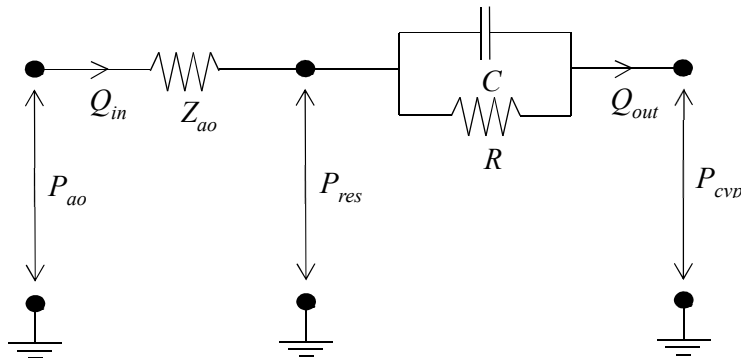 C
Q_in
Z_ao
Q_out
R
P_ao
P_res
P_cvp